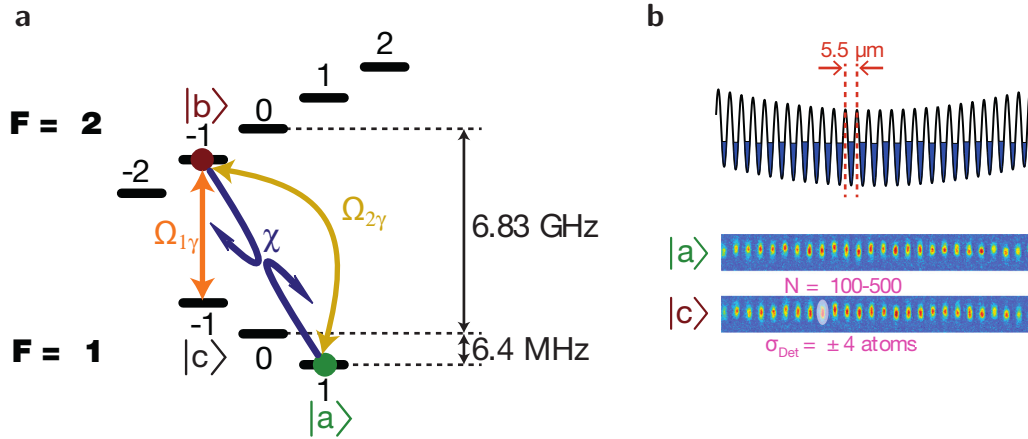 a
2
1
|b⟩
0
F = 2
-1
-2
Ω1γ
χ
Ω2γ
6.83 GHz
-1
|c⟩
0
F = 1
6.4 MHz
1
|a⟩
b
5.5 µm
|a⟩
N = 100-500
|c⟩
σDet = ± 4 atoms